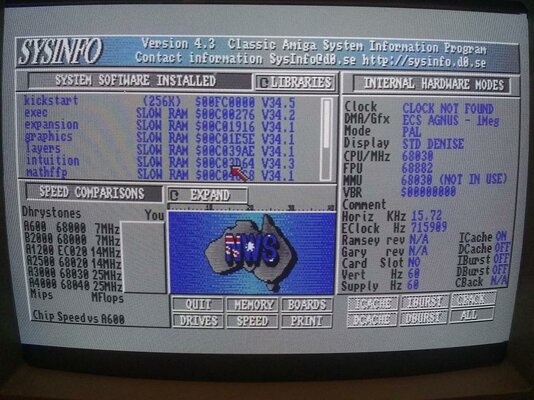 SYSINFO
Version 4.3 Classic Amiga System Information Program
Contact information SysInfo@d0.se http://sysinfo.d0.se
SYSTEM SOFTWARE INSTALLED
LIBRARIES
kickstart (256K) $00FC0000 V34.5
exec SLOW RAM $00C00276 V34.2
expansion SLOW RAM $00C01916 V34.1
graphics SLOW RAM $00C01E5E V34.1
layers SLOW RAM $00C039AE V34.1
intuition SLOW RAM V34.3
mathffp SLOW RAM V34.1
INTERNAL HARDWARE MODES
Clock CLOCK NOT FOUND
DMA/Gfx ECS AGNUS - 1Meg
Mode PAL
Display STD DENISE
CPU/MHz 68030
FPU 68882
MMU 68030 (NOT IN USE)
VBR $00000000
Comment
Horiz KHz 15.72
EClock Hz 715909
Ramsey rev N/A
Gary rev N/A
Card Slot NO
Vert Hz 60
Supply Hz 60
ICache ON
DCache OFF
IBurst OFF
DBurst OFF
CBack N/A
SPEED COMPARISONS
EXPAND
Dhrystones You
A600 68000 7MHz
B2000 68000 7MHz
A1200 EC020 14MHz
A2500 68020 14MHz
A3000 68030 25MHz
A4000 68040 25MHz
Mips MFlops
Chip Speed vs A600
NWS
QUIT MEMORY BOARDS
DRIVES SPEED PRINT
ICACHE IBURST CBACK
DCACHE DBURST ALL